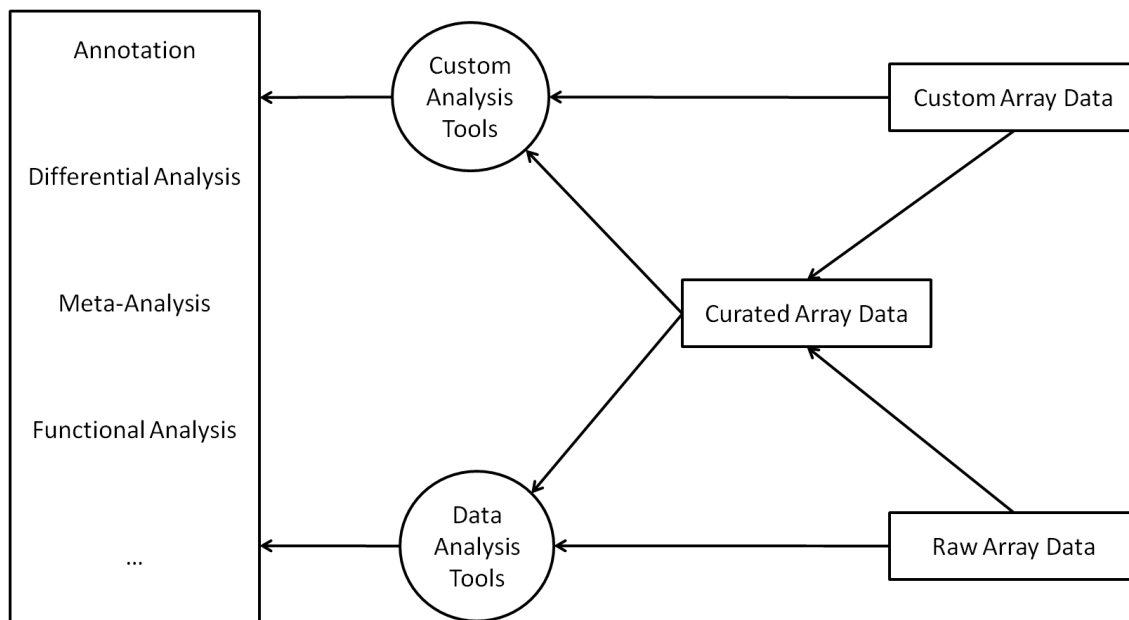 Annotation
Differential Analysis
Meta-Analysis
Functional Analysis
...
Custom
Analysis
Tools
Data
Analysis
Tools
Custom Array Data
Curated Array Data
Raw Array Data